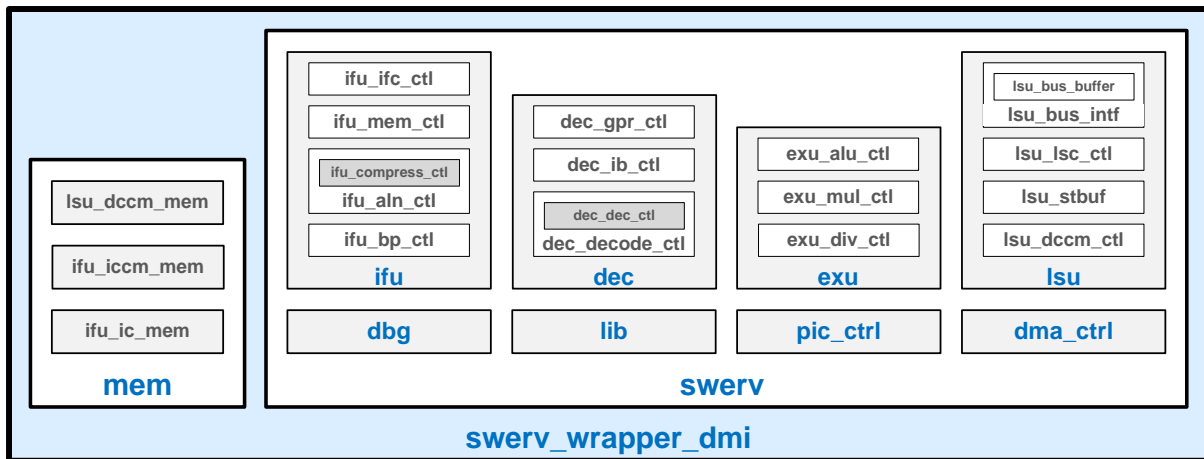 lsu_dccm_mem
ifu_iccm_mem
ifu_ic_mem
mem
ifu_ifc_ctl
ifu_mem_ctl
ifu_compress_ctl
ifu_aln_ctl
ifu_bp_ctl
ifu
dec_gpr_ctl
dec_ib_ctl
dec_dec_ctl
dec_decode_ctl
dec
exu_alu_ctl
exu_mul_ctl
exu_div_ctl
exu
lsu_bus_buffer
lsu_bus_intf
lsu_lsc_ctl
lsu_stbuf
lsu_dccm_ctl
lsu
dbg
lib
pic_ctrl
dma_ctrl
swerv
swerv_wrapper_dmi